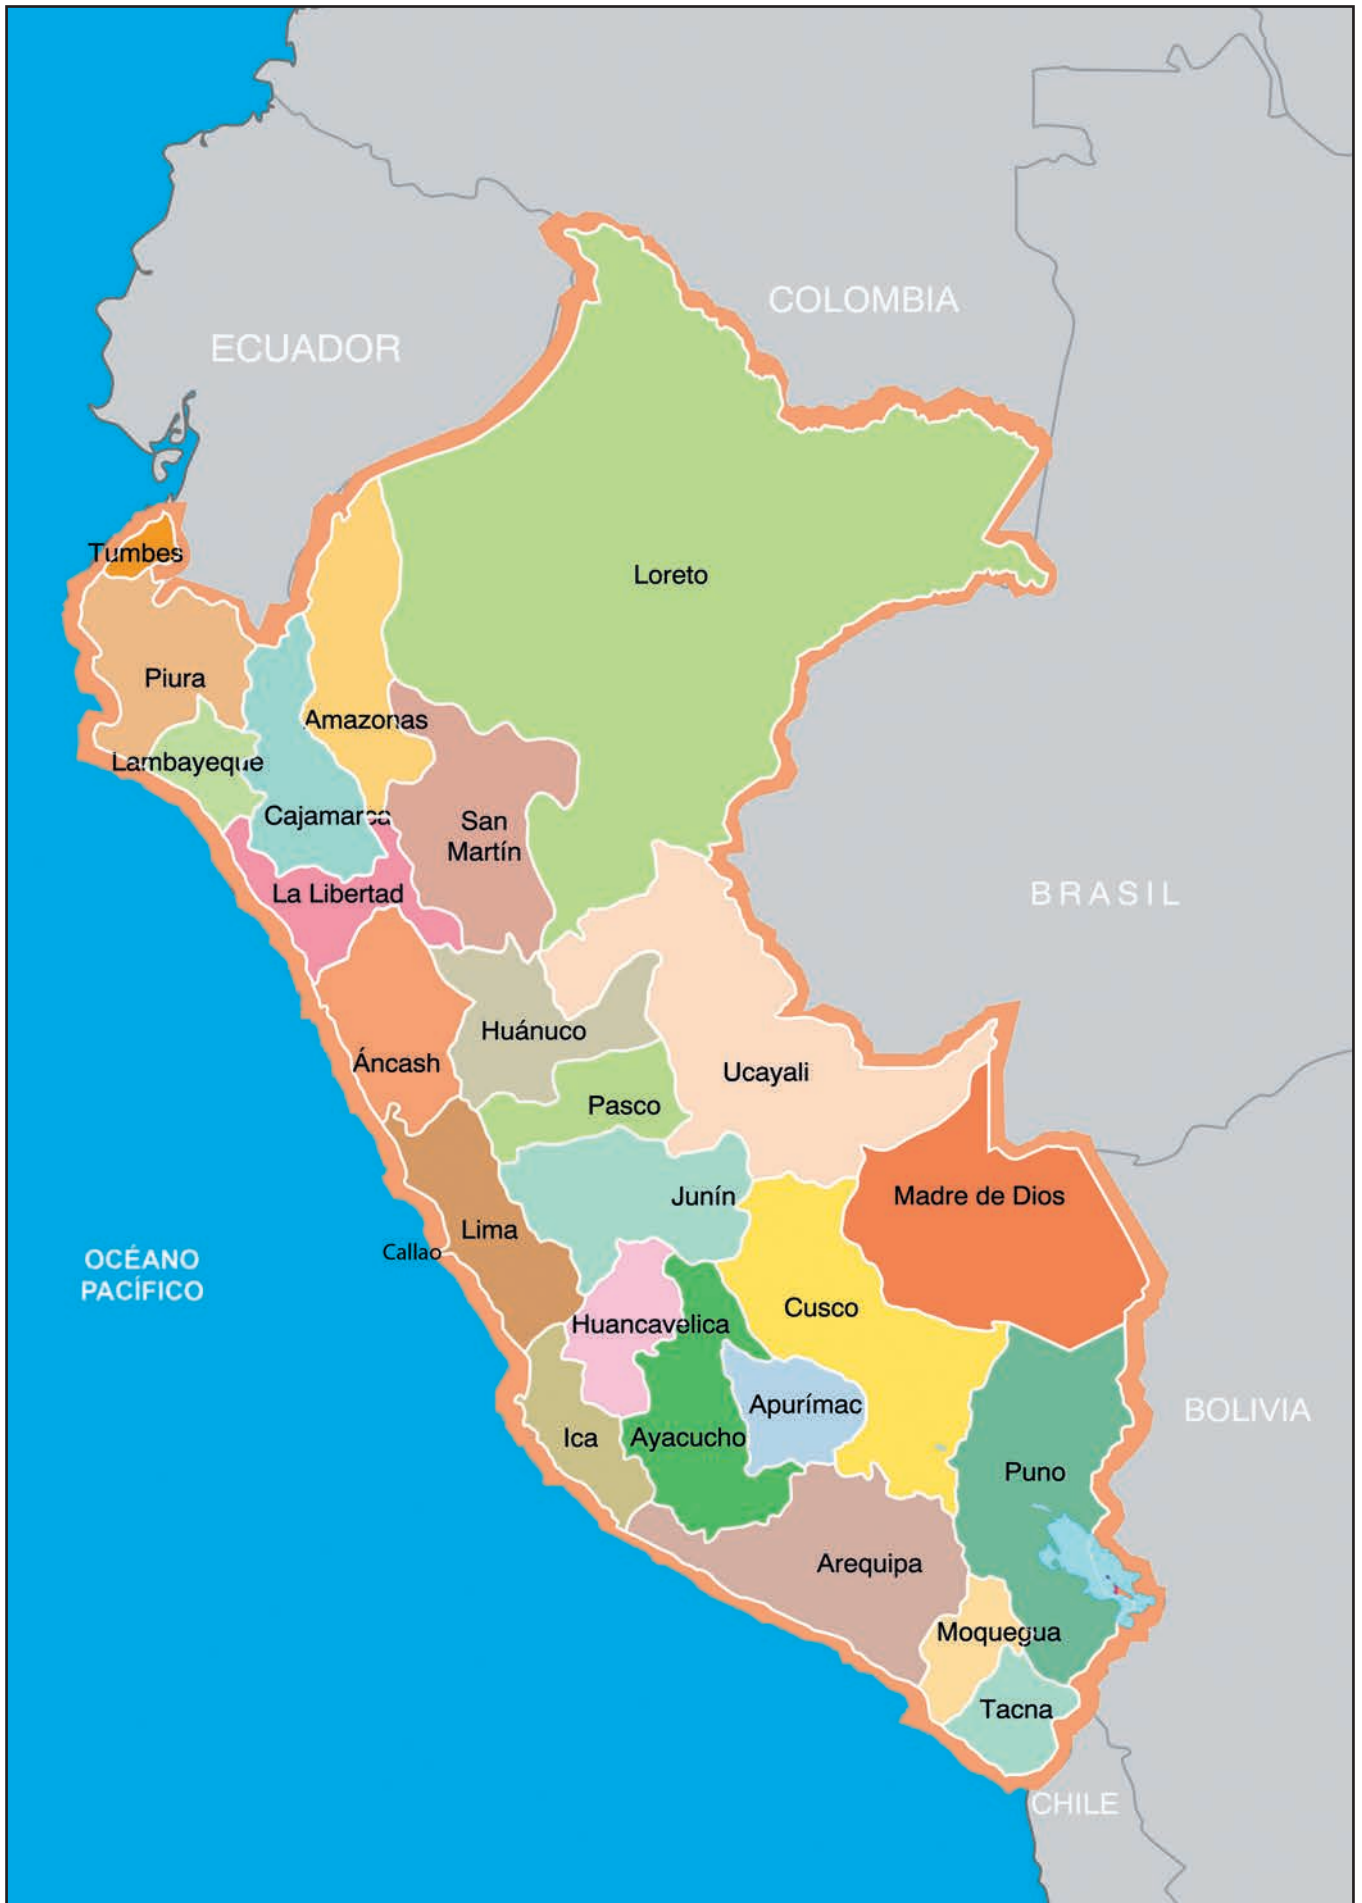 COLOMBIA
ECUADOR
Tumbes
Loreto
Piura
Amazonas
Lambayeque
Cajamarca
San
Martín
La Libertad
BRASIL
Huánuco
Áncash
Ucayali
Pasco
Junín
Madre de Dios
Lima
Callao
OCÉANO
PACÍFICO
Cusco
Huancavelica
Apurímac
BOLIVIA
Ica
Ayacucho
Puno
Arequipa
Moquegua
Tacna
CHILE